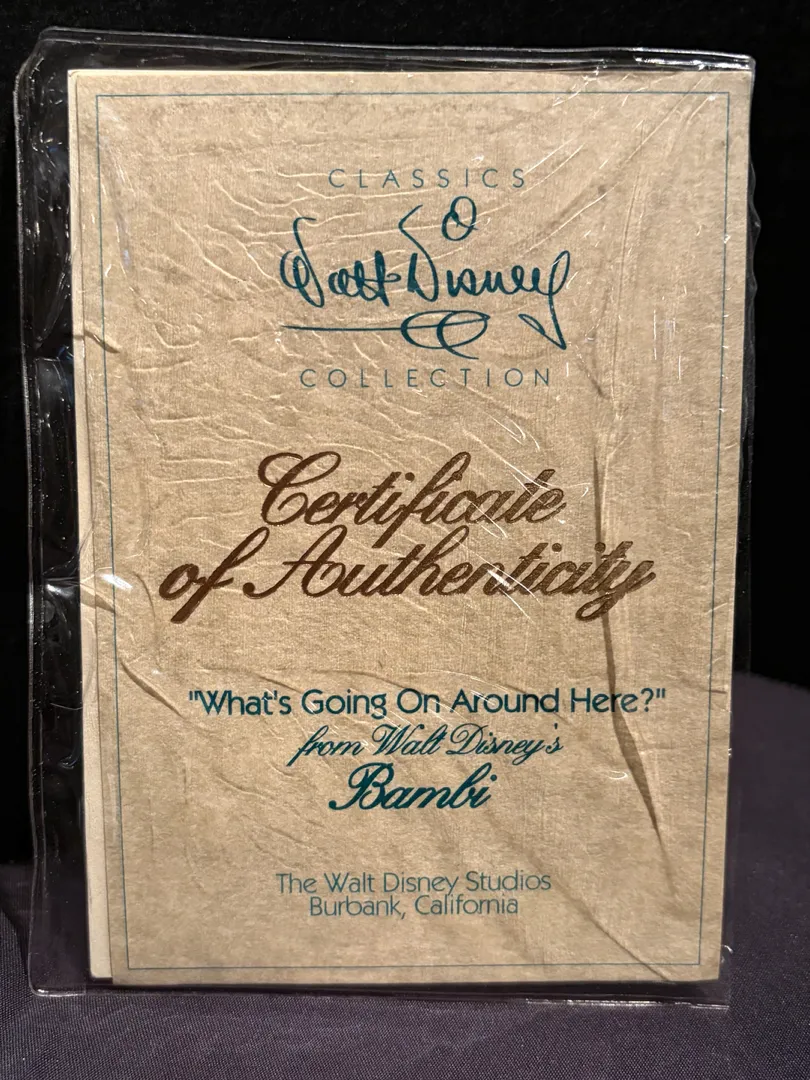 CLASSICS
Walt Disney
COLLECTION
Certificate
of Authenticity
"What's Going On Around Here?"
from Walt Disney's
Bambi
The Walt Disney Studios
Burbank, California